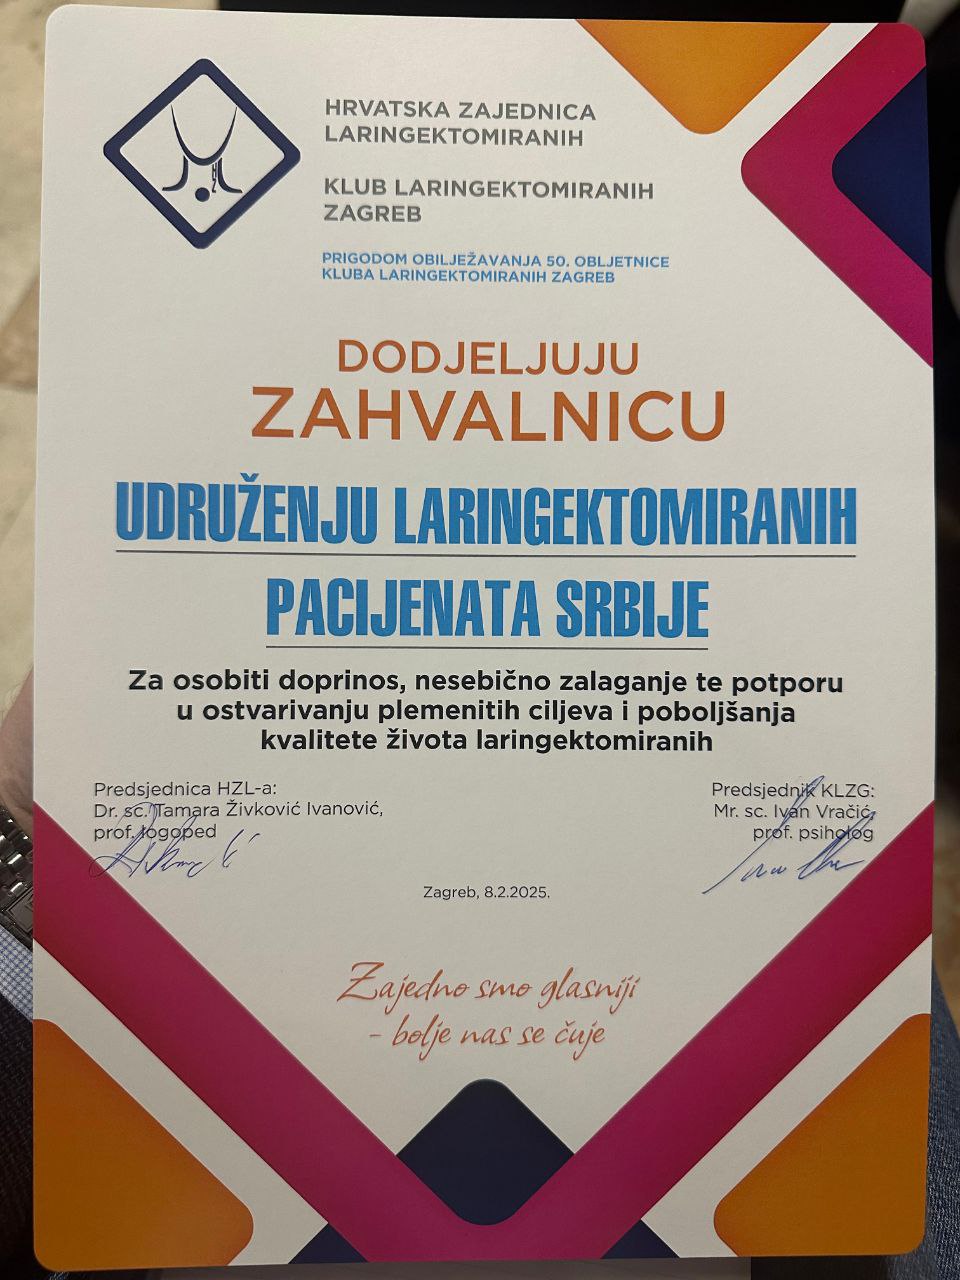 HRVATSKA ZAJEDNICA
LARINGEKTOMIRANIH
KLUB LARINGEKTOMIRANIH
ZAGREB
PRIGODOM OBILJEŽAVANJA 50. OBLJETNICE
KLUBA LARINGEKTOMIRANIH ZAGREB
DODJELJUJU
ZAHVALNICU
UDRUŽENJU LARINGEKTOMIRANIH
PACIJENATA SRBIJE
Za osobiti doprinos, nesebično zalaganje te potporu
u ostvarivanju plemenitih ciljeva i poboljšanja
kvalitete života laringektomiranih
Predsjednica HZL-a:
Dr. sc. Tamara Živković Ivanović,
prof. logoped
Predsjednik KLZG:
Mr. sc. Ivan Vračić,
prof. psiholog
Zagreb, 8.2.2025.
Zajedno smo glasniji
- bolje nas se čuje